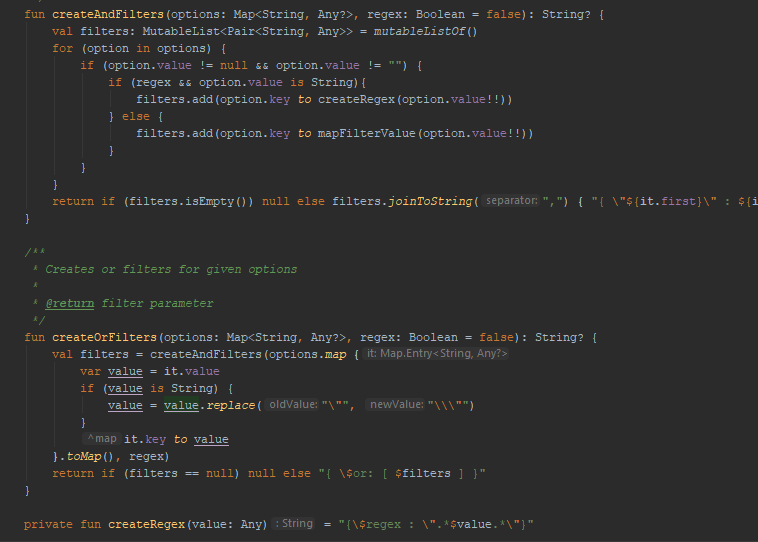 fun createAndFilters(options: Map<String, Any?>, regex: Boolean = false): String? {
    val filters: MutableList<Pair<String, Any>> = mutableListOf()
    for (option in options) {
        if (option.value != null && option.value != "") {
            if (regex && option.value is String){
                filters.add(option.key to createRegex(option.value!!))
            } else {
                filters.add(option.key to mapFilterValue(option.value!!))
            }
        }
    }
    return if (filters.isEmpty()) null else filters.joinToString( separator: ",") { "{ \"${it.first}\" : ${i
}
/**
 * Creates or filters for given options
 *
 * @return filter parameter
 */
fun createOrFilters(options: Map<String, Any?>, regex: Boolean = false): String? {
    val filters = createAndFilters(options.map { it: Map.Entry<String, Any?>
        var value = it.value
        if (value is String) {
            value = value.replace( oldValue: "\"", newValue: "\\\"")
        }
        ^map it.key to value
    }.toMap(), regex)
    return if (filters == null) null else "{ \$or: [ $filters ] }"
}
private fun createRegex(value: Any) : String = "{\$regex : \".*$value.*\"}"